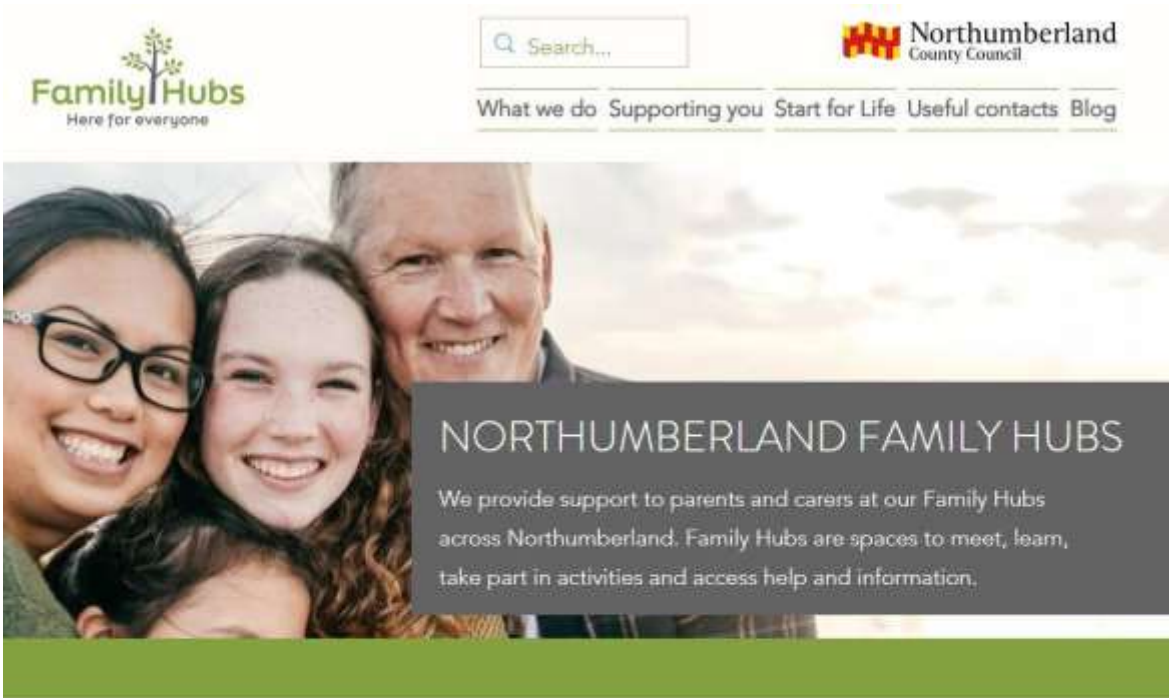 Family Hubs
Here for everyone
Search...
Northumberland
County Council
What we do Supporting you Start for Life Useful contacts Blog
NORTHUMBERLAND FAMILY HUBS
We provide support to parents and carers at our Family Hubs
across Northumberland. Family Hubs are spaces to meet, learn,
take part in activities and access help and information.